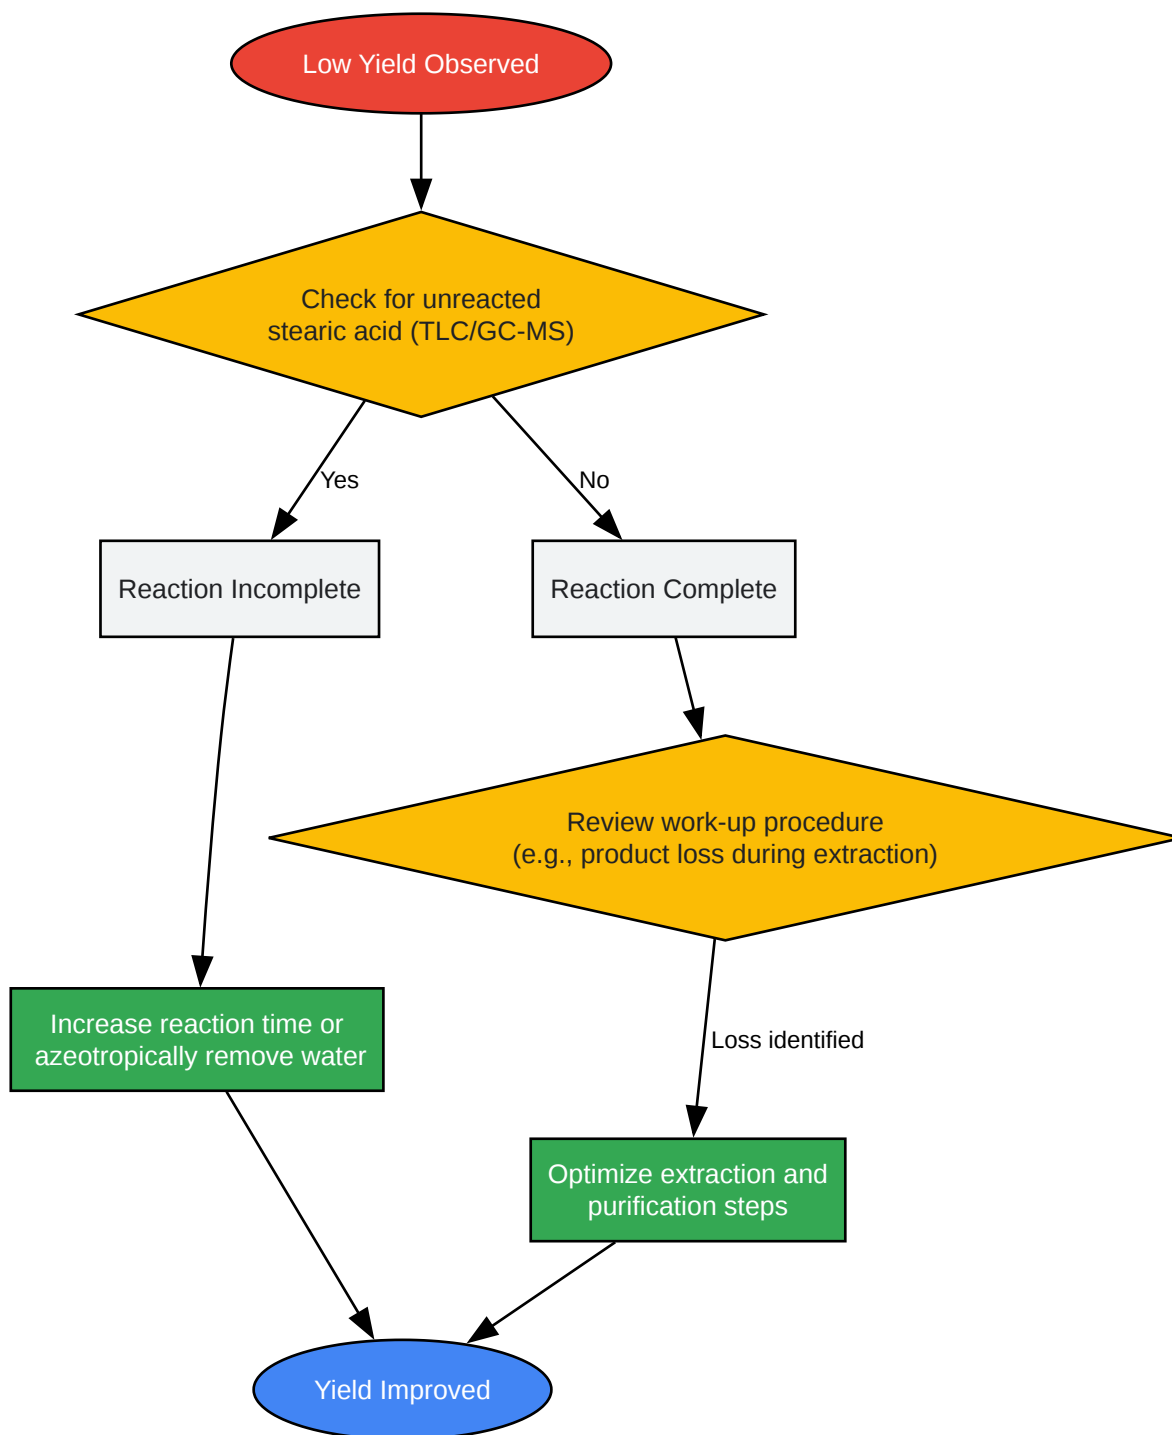 Low Yield Observed
Check for unreacted
stearic acid (TLC/GC-MS)
Yes
No
Reaction Incomplete
Reaction Complete
Review work-up procedure
(e.g., product loss during extraction)
Increase reaction time or
azeotropically remove water
Loss identified
Optimize extraction and
purification steps
Yield Improved